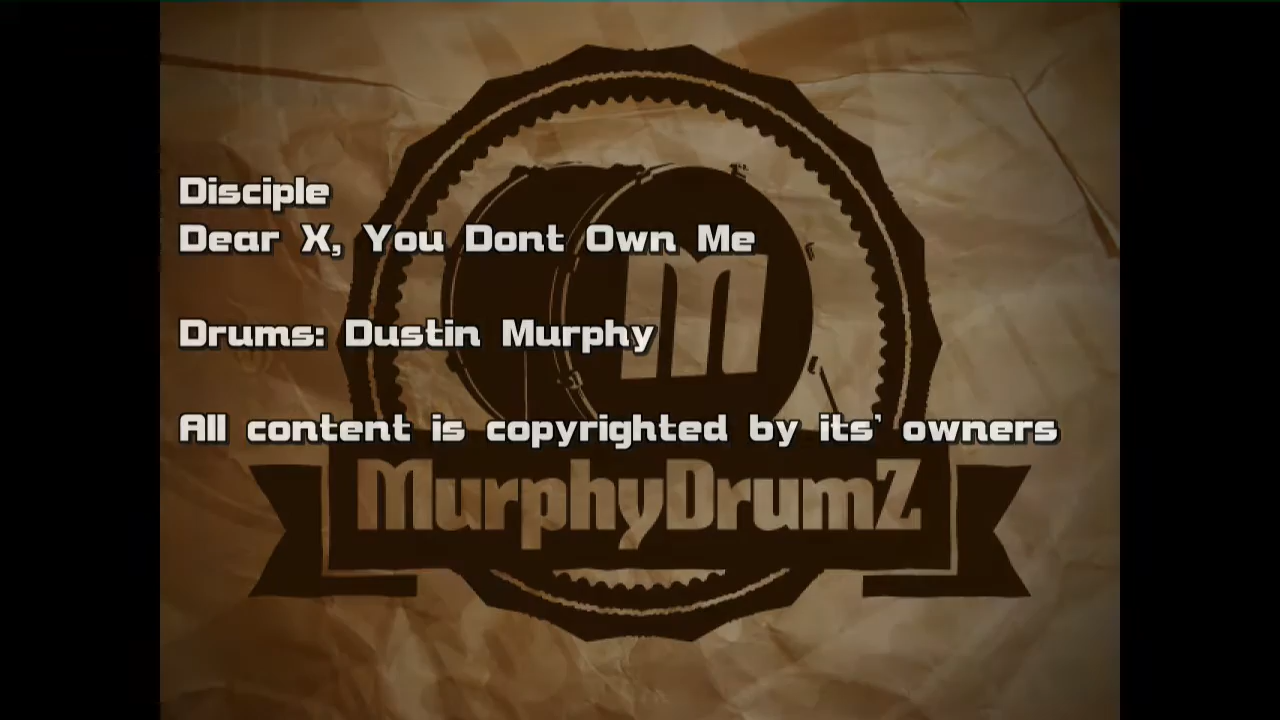 Disciple
Dear X, You Dont Own Me
M
Drums: Dustin Murphy
All content is copyrighted by its' owners
MurphyDrumZ